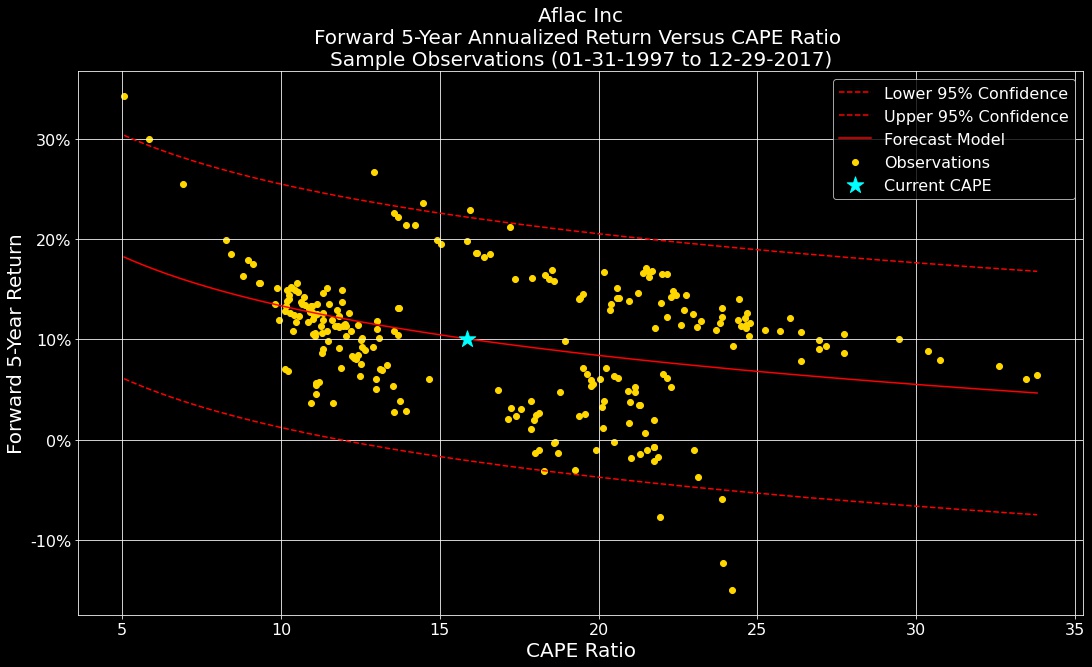 Aflac Inc
Forward 5-Year Annualized Return Versus CAPE Ratio
Sample Observations (01-31-1997 to 12-29-2017)
Lower 95% Confidence
Upper 95% Confidence
Forecast Model
Observations
Current CAPE
Forward 5-Year Return
30%
20%
10%
0%
-10%
5 10 15 20 25 30 35
CAPE Ratio